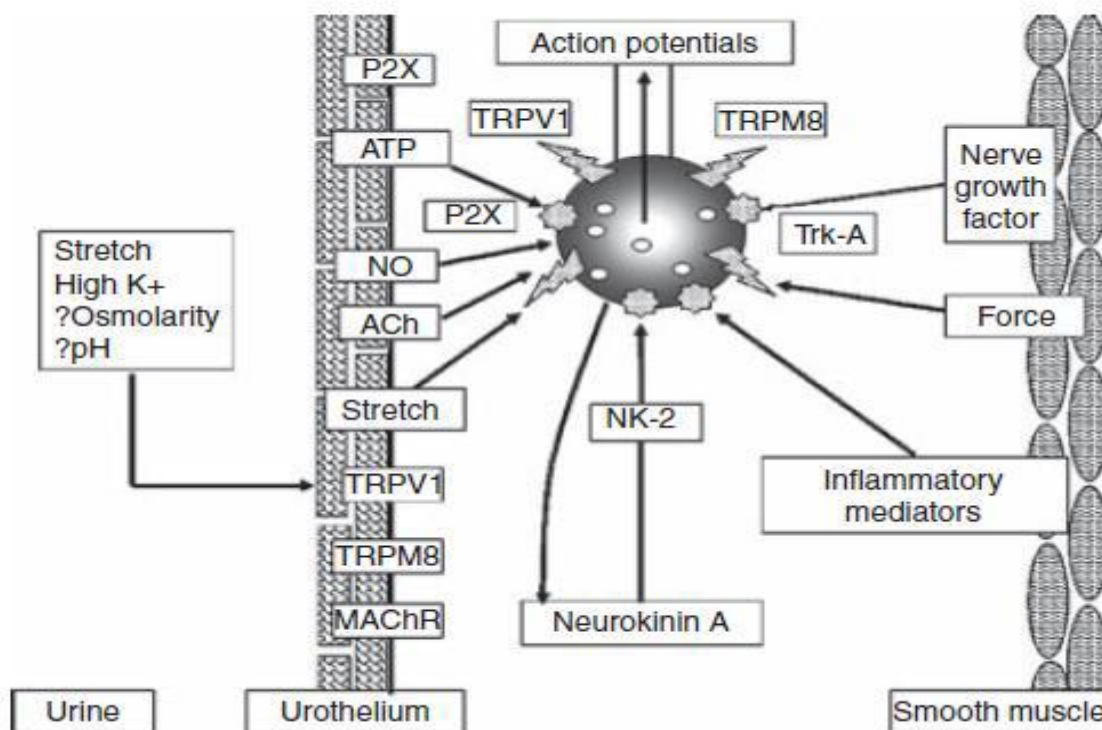 Action potentials
P2X
TRPV1
TRPM8
ATP
Nerve
growth
factor
P2X
Trk-A
Stretch
High K+
?Osmolarity
?pH
NO
ACh
Force
Stretch
NK-2
TRPV1
Inflammatory
mediators
TRPM8
MAChR
Neurokinin A
Urine
Urothelium
Smooth muscle